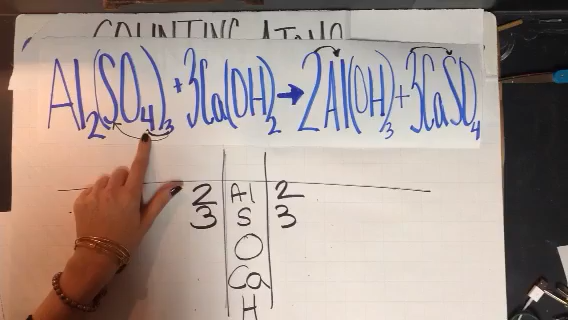 COUNTING ATOMS
Al₂(SO₄)₃ + 3Ca(OH)₂ → 2Al(OH)₃ + 3CaSO₄
2 Al 2
3 S 3
O
Ca
H